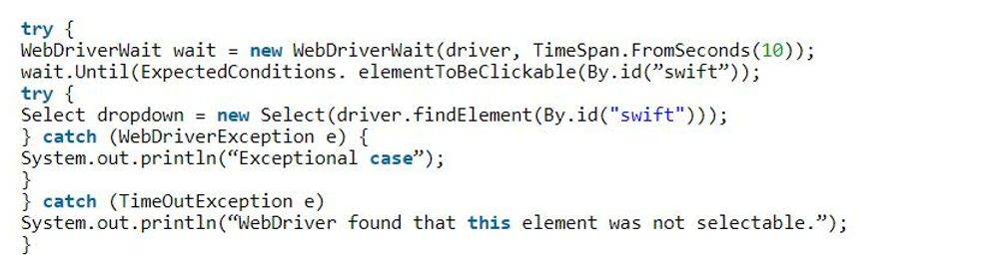 try {
WebDriverWait wait = new WebDriverWait(driver, TimeSpan.FromSeconds(10));
wait.Until(ExpectedConditions. elementToBeClickable(By.id(”swift”));
try {
Select dropdown = new Select(driver.findElement(By.id("swift")));
} catch (WebDriverException e) {
System.out.println(“Exceptional case”);
}
} catch (TimeOutException e)
System.out.println(“WebDriver found that this element was not selectable.”);
}